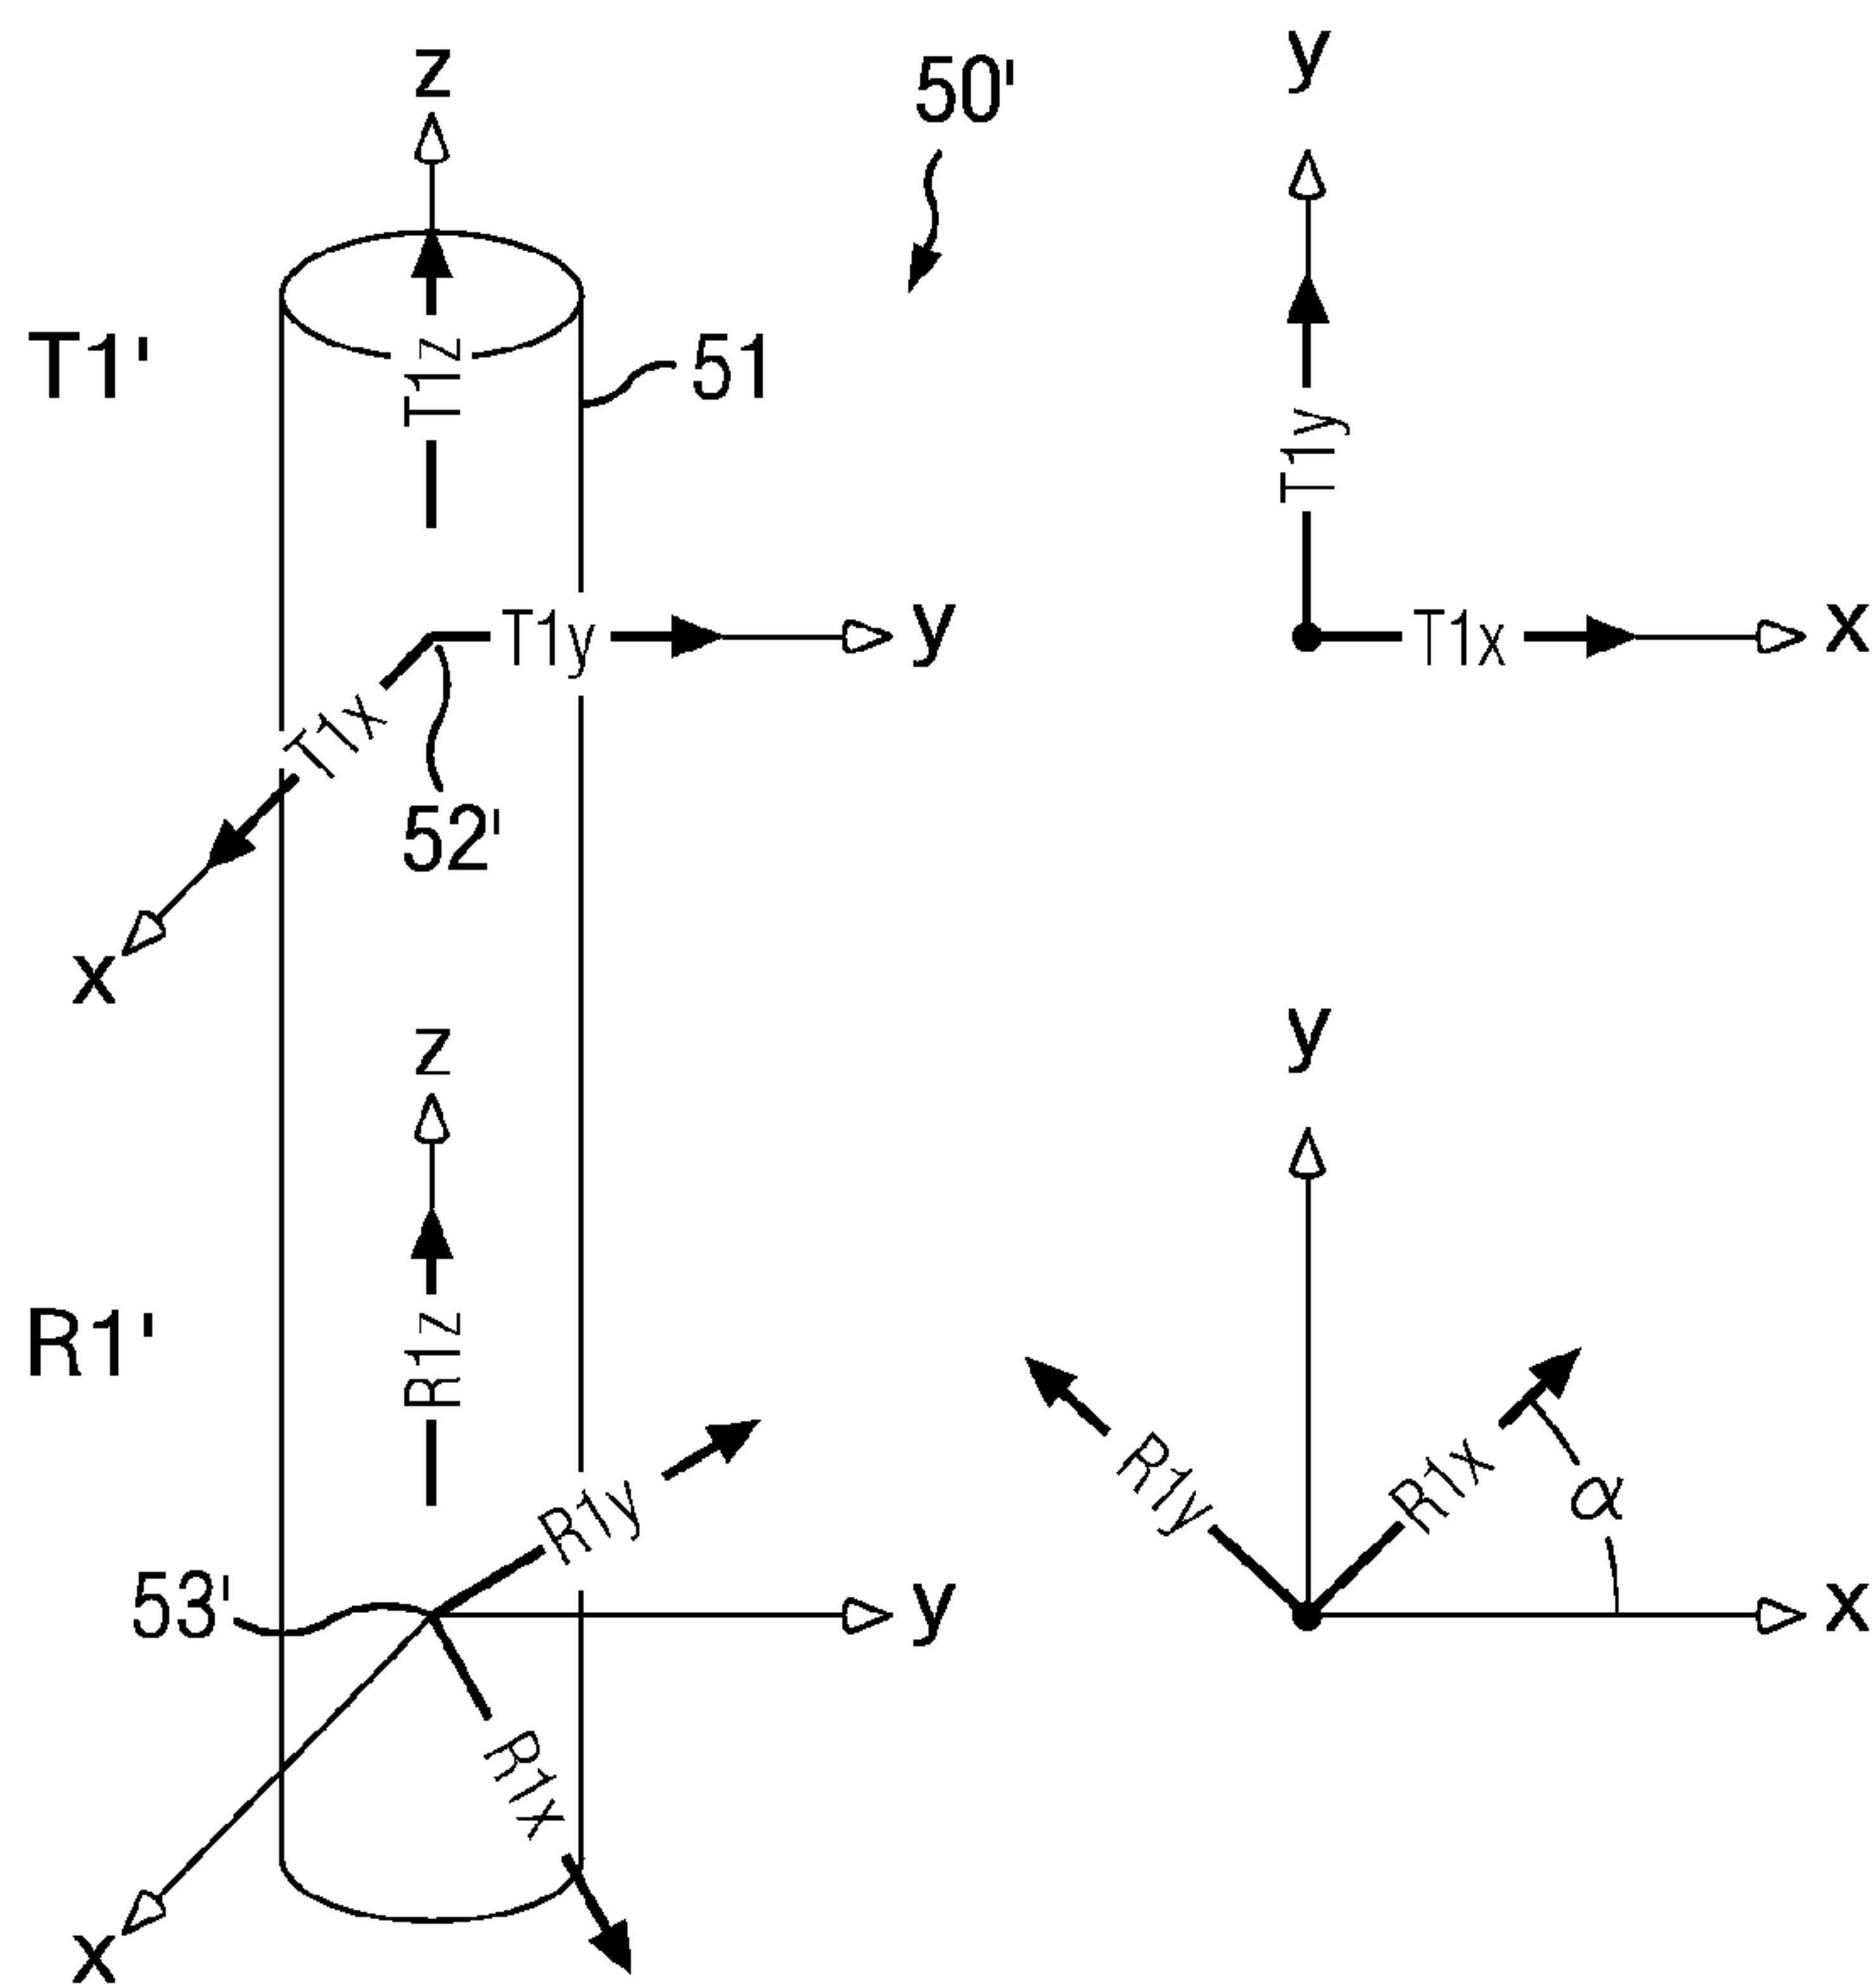 z
50'
y
T1'
T1z
51
T1y
T1y
y
T1x
x
T1x
52'
x
z
y
R1'
R1z
R1y
R1y
R1x
α
53'
y
x
R1x
x